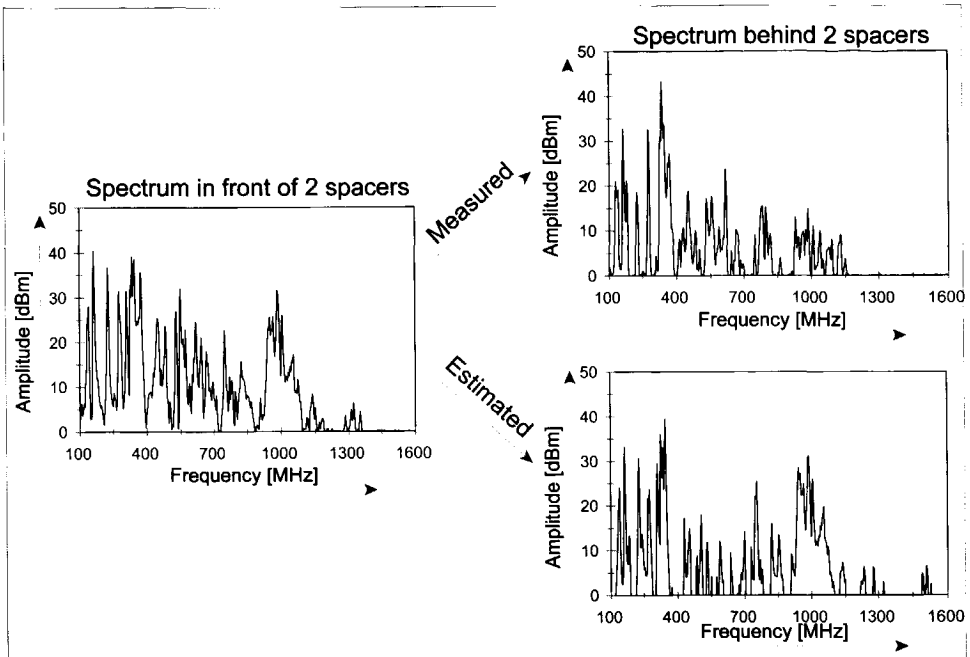 Spectrum behind 2 spacers
50
40
30
20
10
0
Amplitude [dBm]
100 400 700 1000 1300 1600
Frequency [MHz]
Measured
Spectrum in front of 2 spacers
50
40
30
20
10
0
Amplitude [dBm]
100 400 700 1000 1300 1600
Frequency [MHz]
Estimated
50
40
30
20
10
0
Amplitude [dBm]
100 400 700 1000 1300 1600
Frequency [MHz]